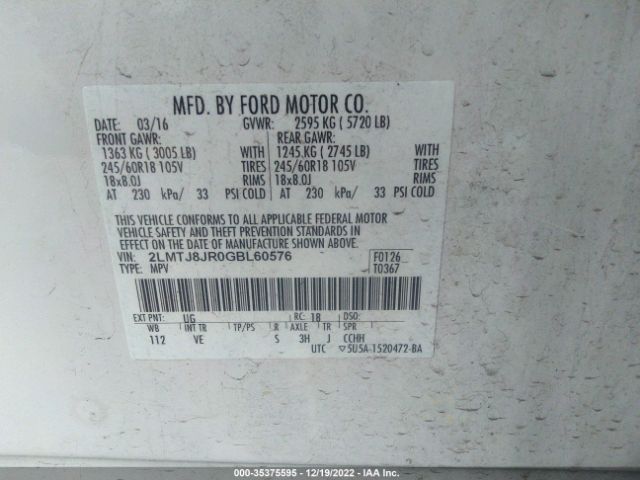 MFD. BY FORD MOTOR CO.
DATE: 03/16 GVWR: 2595 KG ( 5720 LB)
FRONT GAWR: REAR GAWR:
1363 KG ( 3005 LB) WITH 1245 KG ( 2745 LB) WITH
245/60R18 105V TIRES 245/60R18 105V TIRES
18x8.0J RIMS 18x8.0J RIMS
AT 230 kPa/ 33 PSI COLD AT 230 kPa/ 33 PSI COLD
THIS VEHICLE CONFORMS TO ALL APPLICABLE FEDERAL MOTOR
VEHICLE SAFETY AND THEFT PREVENTION STANDARDS IN
EFFECT ON THE DATE OF MANUFACTURE SHOWN ABOVE.
VIN: 2LMTJ8JR0GBL60576 F0126
TYPE: MPV T0367
EXT PNT: UG RC: 18 DSO:
WB INT TR TP/PS R AXLE TR SPR
112 VE S 3H J CCHH
UTC ▽5U5A-1520472-BA
000-35375595 - 12/19/2022 - IAA Inc.